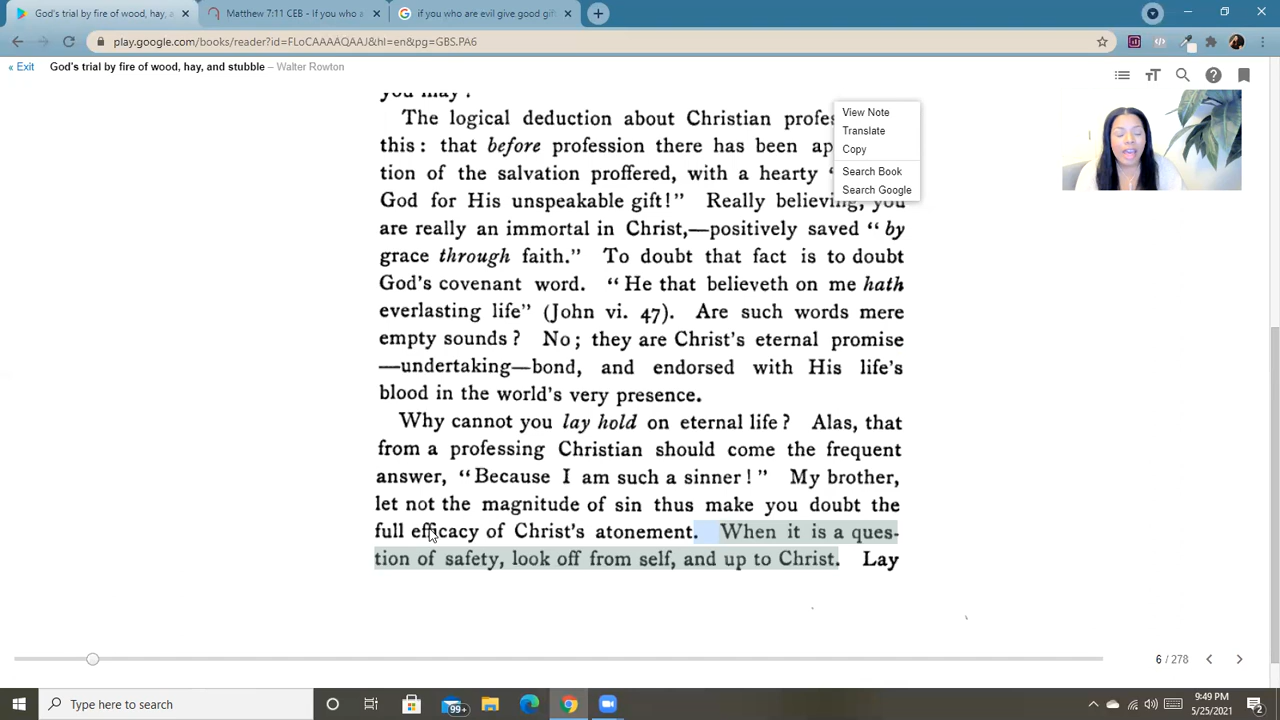 God's trial by fire of wood, hay, a
Matthew 7:11 CEB - If you who a
if you who are evil give good gif
play.google.com/books/reader?id=FLoCAAAAQAAJ&hl=en&pg=GBS.PA6
« Exit God's trial by fire of wood, hay, and stubble – Walter Rowton
you may?
The logical deduction about Christian profes
this: that before profession there has been ap
tion of the salvation proffered, with a hearty "
God for His unspeakable gift!" Really believing, you
are really an immortal in Christ,—positively saved "by
grace through faith." To doubt that fact is to doubt
God's covenant word. "He that believeth on me hath
everlasting life" (John vi. 47). Are such words mere
empty sounds? No; they are Christ's eternal promise
—undertaking—bond, and endorsed with His life's
blood in the world's very presence.
Why cannot you lay hold on eternal life? Alas, that
from a professing Christian should come the frequent
answer, "Because I am such a sinner!" My brother,
let not the magnitude of sin thus make you doubt the
full efficacy of Christ's atonement. When it is a ques-
tion of safety, look off from self, and up to Christ. Lay
View Note
Translate
Copy
Search Book
Search Google
6 / 278
Type here to search
99+
9:49 PM
5/25/2021
2